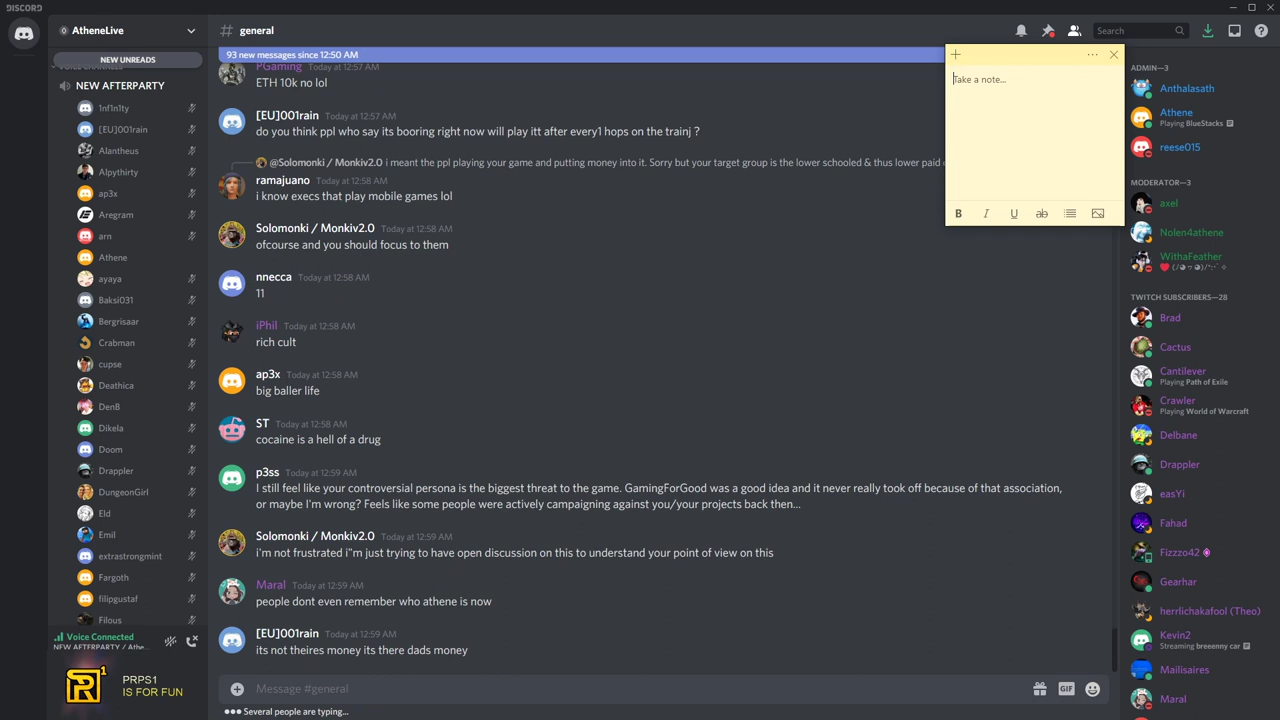 DISCORD
AtheneLive
NEW UNREADS
NEW AFTERPARTY
1nf1n1ty
[EU]001rain
Alantheus
Alpythirty
ap3x
Aregram
arn
Athene
ayaya
Baksi031
Bergrisaar
Crabman
cupse
Deathica
DenB
Dikela
Doom
Drappler
DungeonGirl
Eld
Emil
extrastrongmint
Fargoth
filipgustaf
Filous
Voice Connected
NEW AFTERPARTY / Athe...
PRPS1
IS FOR FUN
# general
Search
93 new messages since 12:50 AM
PGaming Today at 12:57 AM
ETH 10k no lol
[EU]001rain Today at 12:57 AM
do you think ppl who say its booring right now will play itt after every1 hops on the trainj ?
@Solomonki / Monkiv2.0 i meant the ppl playing your game and putting money into it. Sorry but your target group is the lower schooled & thus lower paid
ramajuano Today at 12:58 AM
i know execs that play mobile games lol
Solomonki / Monkiv2.0 Today at 12:58 AM
ofcourse and you should focus to them
nnecca Today at 12:58 AM
11
iPhil Today at 12:58 AM
rich cult
ap3x Today at 12:58 AM
big baller life
ST Today at 12:58 AM
cocaine is a hell of a drug
p3ss Today at 12:59 AM
I still feel like your controversial persona is the biggest threat to the game. GamingForGood was a good idea and it never really took off because of that association,
or maybe I'm wrong? Feels like some people were actively campaigning against you/your projects back then...
Solomonki / Monkiv2.0 Today at 12:59 AM
i'm not frustrated i"m just trying to have open discussion on this to understand your point of view on this
Maral Today at 12:59 AM
people dont even remember who athene is now
[EU]001rain Today at 12:59 AM
its not theires money its there dads money
Message #general
GIF
Several people are typing...
Take a note...
B I U ab
ADMIN—3
Anthalasath
Athene
Playing BlueStacks
reese015
MODERATOR—3
axel
Nolen4athene
WithaFeather
TWITCH SUBSCRIBERS—28
Brad
Cactus
Cantilever
Playing Path of Exile
Crawler
Playing World of Warcraft
Delbane
Drappler
easYi
Fahad
Fizzzo42
Gearhar
herrlichakafool (Theo)
Kevin2
Streaming breeenny car
Mailisaires
Maral